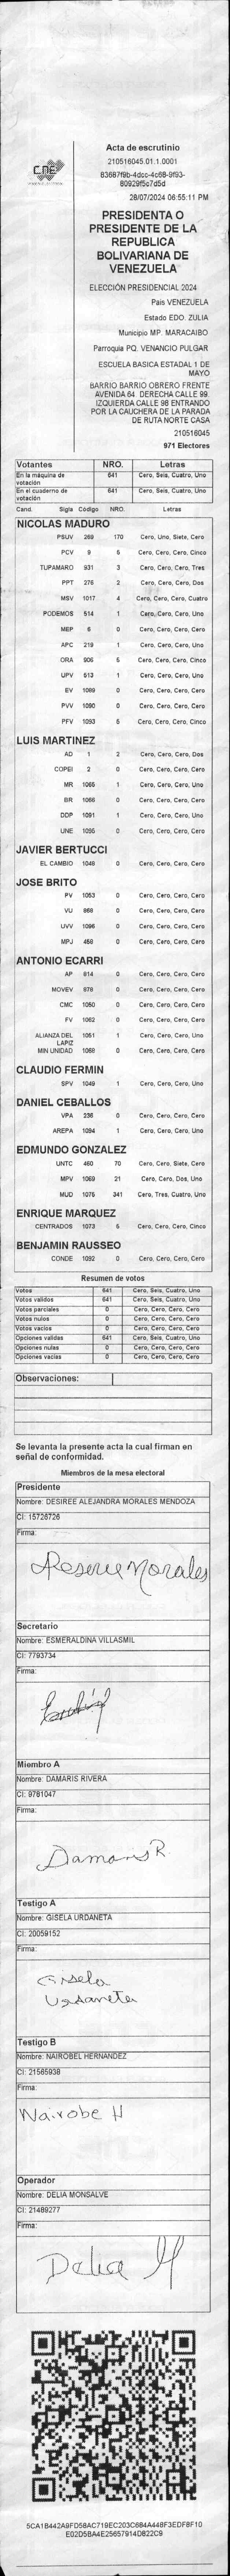 CNE
Acta de escrutinio
210516045.01.1.0001
28/07/2024 06:55:11 PM
PRESIDENTA O
PRESIDENTE DE LA
REPUBLICA
BOLIVARIANA DE
VENEZUELA
ELECCIÓN PRESIDENCIAL 2024
Pais VENEZUELA
Estado EDO. ZULIA
Municipio MP. MARACAIBO
Parroquia PQ. VENANCIO PULGAR
ESCUELA BASICA ESTADAL 1 DE
MAYO
BARRIO BARRIO OBRERO FRENTE
AVENIDA 64. DERECHA CALLE 99.
IZQUIERDA CALLE 98 ENTRANDO
POR LA CAUCHERA DE LA PARADA
DE RUTA NORTE CASA
210516045
971 Electores
Votantes NRO. Letras
En la máquina de votación 641 Cero, Seis, Cuatro, Uno
En el cuaderno de votación 641 Cero, Seis, Cuatro, Uno
Cand. Sigla Código NRO. Letras
NICOLAS MADURO
PSUV 269 170 Cero, Uno, Siete, Cero
PCV 9 5 Cero, Cero, Cero, Cinco
TUPAMARO 931 3 Cero, Cero, Cero, Tres
PPT 276 2 Cero, Cero, Cero, Dos
MSV 1017 4 Cero, Cero, Cero, Cuatro
PODEMOS 514 1 Cero, Cero, Cero, Uno
MEP 6 0 Cero, Cero, Cero, Cero
APC 219 1 Cero, Cero, Cero, Uno
ORA 906 5 Cero, Cero, Cero, Cinco
UPV 513 1 Cero, Cero, Cero, Uno
EV 1089 0 Cero, Cero, Cero, Cero
PVV 1090 0 Cero, Cero, Cero, Cero
PFV 1093 5 Cero, Cero, Cero, Cinco
LUIS MARTINEZ
AD 1 2 Cero, Cero, Cero, Dos
COPEI 2 0 Cero, Cero, Cero, Cero
MR 1065 1 Cero, Cero, Cero, Uno
BR 1066 0 Cero, Cero, Cero, Cero
DDP 1091 1 Cero, Cero, Cero, Uno
UNE 1095 0 Cero, Cero, Cero, Cero
JAVIER BERTUCCI
EL CAMBIO 1048 0 Cero, Cero, Cero, Cero
JOSE BRITO
PV 1053 0 Cero, Cero, Cero, Cero
VU 868 0 Cero, Cero, Cero, Cero
UVV 1096 0 Cero, Cero, Cero, Cero
MPJ 458 0 Cero, Cero, Cero, Cero
ANTONIO ECARRI
AP 814 0 Cero, Cero, Cero, Cero
MOVEV 978 0 Cero, Cero, Cero, Cero
CMC 1050 0 Cero, Cero, Cero, Cero
FV 1062 0 Cero, Cero, Cero, Cero
ALIANZA DEL LAPIZ 1051 1 Cero, Cero, Cero, Uno
MIN UNIDAD 1068 0 Cero, Cero, Cero, Cero
CLAUDIO FERMIN
SPV 1049 1 Cero, Cero, Cero, Uno
DANIEL CEBALLOS
VPA 236 0 Cero, Cero, Cero, Cero
AREPA 1094 1 Cero, Cero, Cero, Uno
EDMUNDO GONZALEZ
UNTC 460 70 Cero, Cero, Siete, Cero
MPV 1069 21 Cero, Cero, Dos, Uno
MUD 1075 341 Cero, Tres, Cuatro, Uno
ENRIQUE MARQUEZ
CENTRADOS 1073 5 Cero, Cero, Cero, Cinco
BENJAMIN RAUSSEO
CONDE 1092 0 Cero, Cero, Cero, Cero
Resumen de votos
Votos 641 Cero, Seis, Cuatro, Uno
Votos validos 641 Cero, Seis, Cuatro, Uno
Votos parciales 0 Cero, Cero, Cero, Cero
Votos nulos 0 Cero, Cero, Cero, Cero
Votos vacios 0 Cero, Cero, Cero, Cero
Opciones validas 641 Cero, Seis, Cuatro, Uno
Opciones nulas 0 Cero, Cero, Cero, Cero
Opciones vacias 0 Cero, Cero, Cero, Cero
Observaciones:
Se levanta la presente acta la cual firman en
señal de conformidad.
Miembros de la mesa electoral
Presidente
Nombre: DESIREE ALEJANDRA MORALES MENDOZA
CI: 15726726
Firma:
Desiree Morales
Secretario
Nombre: ESMERALDINA VILLASMIL
CI: 7793734
Firma:
Miembro A
Nombre: DAMARIS RIVERA
CI: 9781047
Firma:
Damaris R
Testigo A
Nombre: GISELA URDANETA
CI: 20059152
Firma:
Gisela
Urdaneta
Testigo B
Nombre: NAIROBEL HERNANDEZ
CI: 21565938
Firma:
Nairobe H
Operador
Nombre: DELIA MONSALVE
CI: 21489277
Firma:
Delia M
5CA1B442A9FD58AC719EC203C684A448F3EDF8F10
E02D5BA4E25657914D822C9